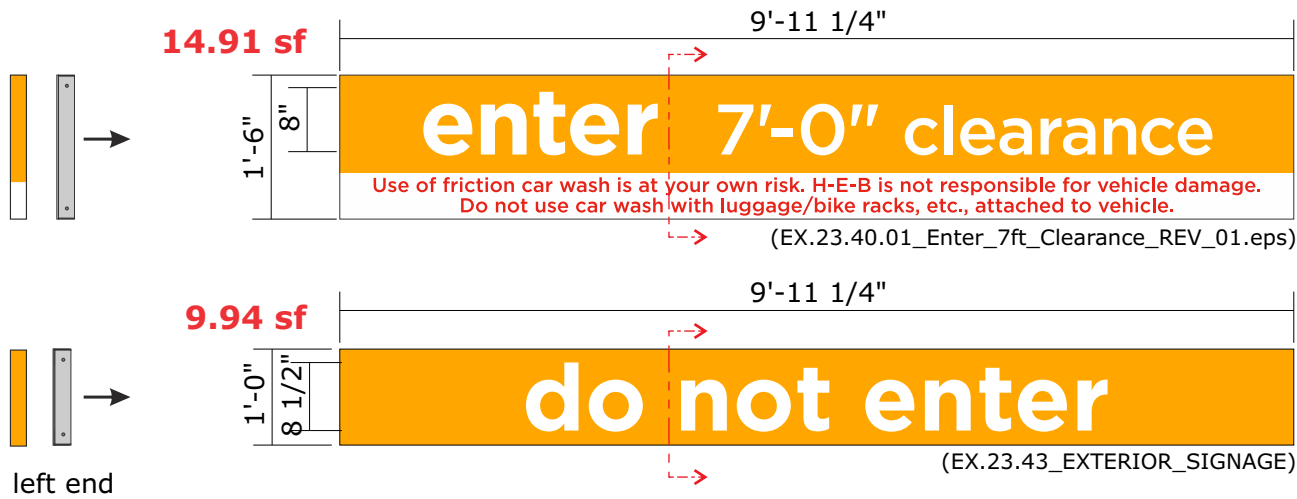 9'-11 1/4"
14.91 sf
1'-6"
8"
enter 7'-0" clearance
Use of friction car wash is at your own risk. H-E-B is not responsible for vehicle damage.
Do not use car wash with luggage/bike racks, etc., attached to vehicle.
(EX.23.40.01_Enter_7ft_Clearance_REV_01.eps)
9'-11 1/4"
9.94 sf
1'-0"
8 1/2"
do not enter
(EX.23.43_EXTERIOR_SIGNAGE)
left end